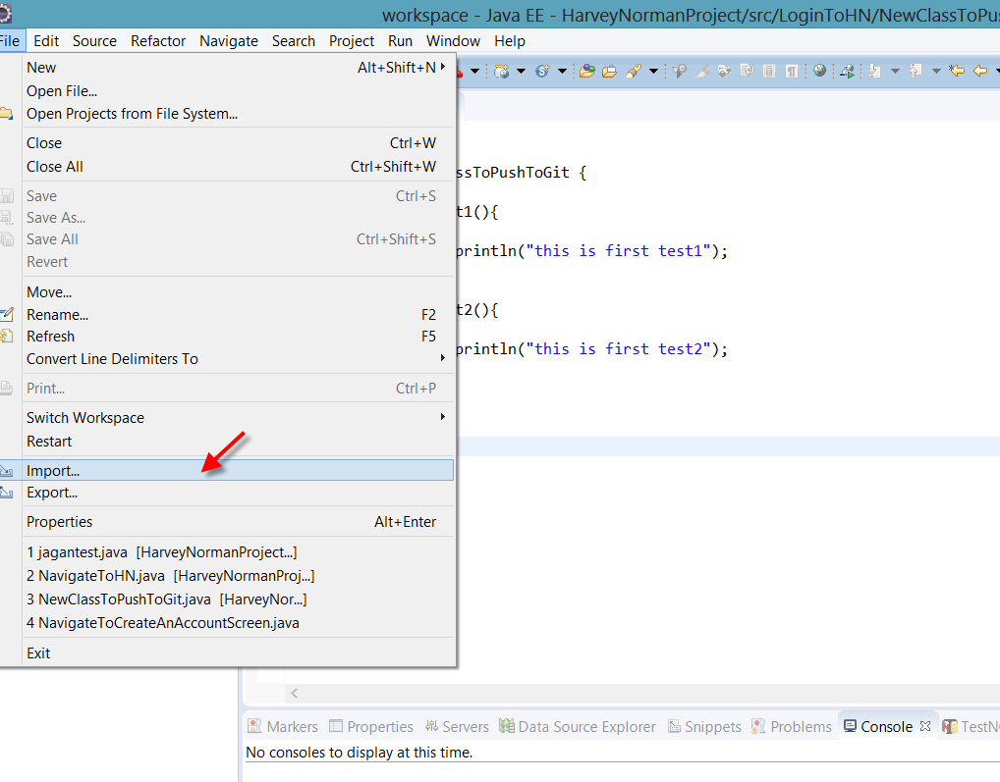 workspace - Java EE - HarveyNormanProject/src/LoginToHN/NewClassToPus
File Edit Source Refactor Navigate Search Project Run Window Help
New Alt+Shift+N
Open File...
Open Projects from File System...
Close Ctrl+W
Close All Ctrl+Shift+W
ssToPushToGit {
Save Ctrl+S
Save As...
t1(){
Save All Ctrl+Shift+S
println("this is first test1");
Revert
Move...
Rename... F2
t2(){
Refresh F5
println("this is first test2");
Convert Line Delimiters To
Print... Ctrl+P
Switch Workspace
Restart
Import...
Export...
Properties Alt+Enter
1 jagantest.java [HarveyNormanProject...]
2 NavigateToHN.java [HarveyNormanProj...]
3 NewClassToPushToGit.java [HarveyNor...]
4 NavigateToCreateAnAccountScreen.java
Exit
Markers Properties Servers Data Source Explorer Snippets Problems Console TestN
No consoles to display at this time.